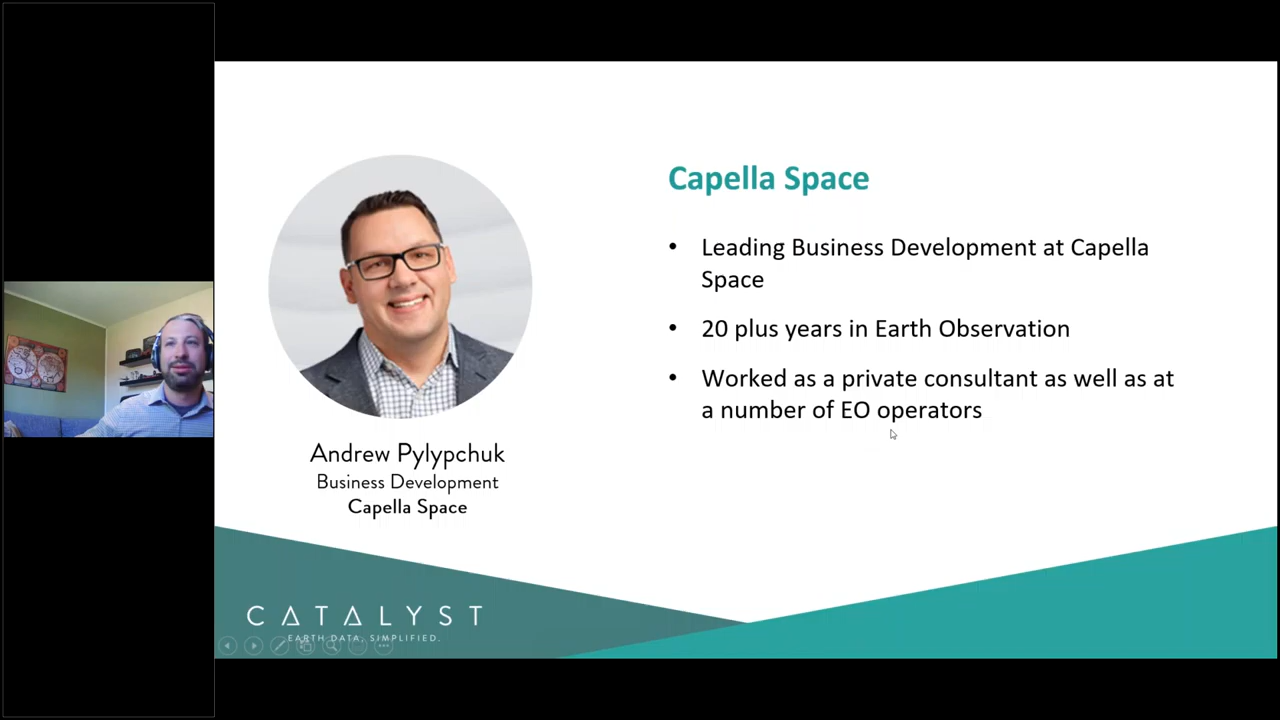 Capella Space
• Leading Business Development at Capella
Space
• 20 plus years in Earth Observation
• Worked as a private consultant as well as at
a number of EO operators
Andrew Pylypchuk
Business Development
Capella Space
CATALYST
EARTH DATA, SIMPLIFIED.